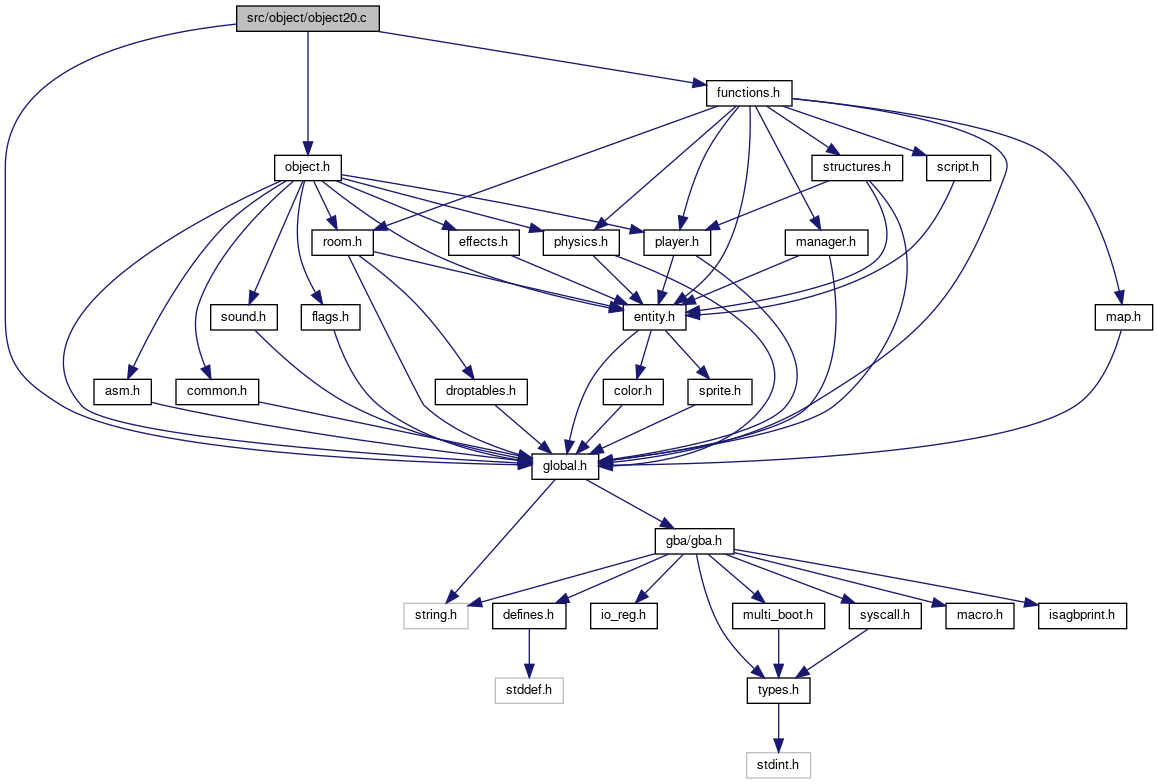 src/object/object20.c
functions.h
object.h
structures.h
script.h
room.h
effects.h
physics.h
player.h
manager.h
sound.h
flags.h
entity.h
map.h
asm.h
common.h
droptables.h
color.h
sprite.h
global.h
gba/gba.h
string.h
defines.h
io_reg.h
multi_boot.h
syscall.h
macro.h
isagbprint.h
stddef.h
types.h
stdint.h